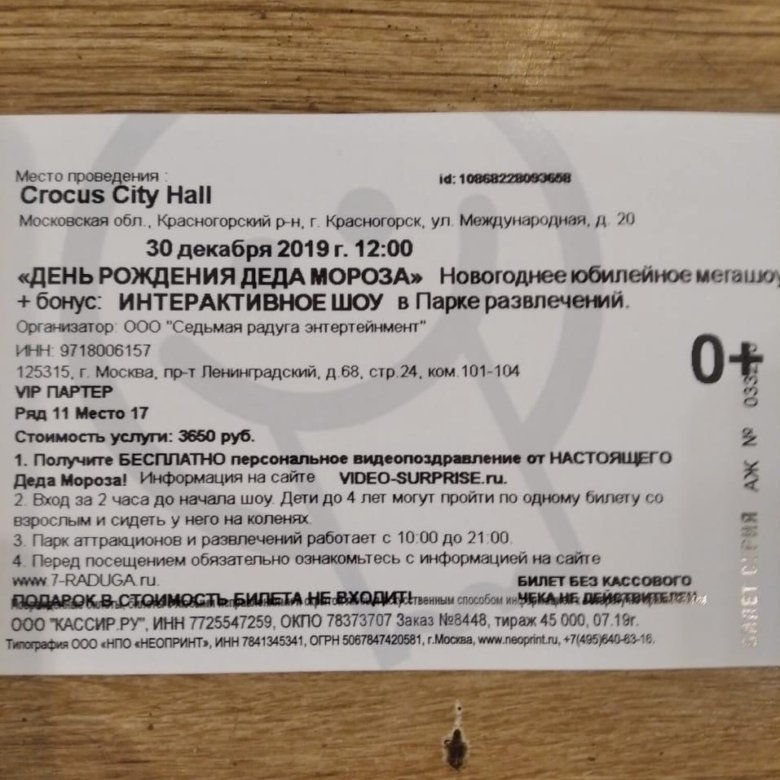 Место проведения :
id: 10868228093658
Crocus City Hall
Московская обл., Красногорский р-н, г. Красногорск, ул. Международная, д. 20
30 декабря 2019 г. 12:00
«ДЕНЬ РОЖДЕНИЯ ДЕДА МОРОЗА» Новогоднее юбилейное мегашоу
+ бонус: ИНТЕРАКТИВНОЕ ШОУ в Парке развлечений.
Организатор: ООО "Седьмая радуга энтертейнмент"
ИНН: 9718006157
0+
125315, г. Москва, пр-т Ленинградский, д.68, стр.24, ком.101-104
VIP ПАРТЕР
Ряд 11 Место 17
Стоимость услуги: 3650 руб.
1. Получите БЕСПЛАТНО персональное видеопоздравление от НАСТОЯЩЕГО
Деда Мороза! Информация на сайте VIDEO-SURPRISE.ru.
2. Вход за 2 часа до начала шоу. Дети до 4 лет могут пройти по одному билету со
взрослым и сидеть у него на коленях.
3. Парк аттракционов и развлечений работает с 10:00 до 21:00.
4. Перед посещением обязательно ознакомьтесь с информацией на сайте
www.7-RADUGA.ru.
БИЛЕТ БЕЗ КАССОВОГО
ПОДАРОК В СТОИМОСТЬ БИЛЕТА НЕ ВХОДИТ!
ЧЕКА НЕ ДЕЙСТВИТЕЛЕН
ООО "КАССИР.РУ", ИНН 7725547259, ОКПО 78373707 Заказ №8448, тираж 45 000, 07.19г.
Типография ООО «НПО «НЕОПРИНТ», ИНН 7841345341, ОГРН 5067847420581, г.Москва, www.neoprint.ru, +7(495)640-63-16.
БИЛЕТ СЕРИЯ АЖ №